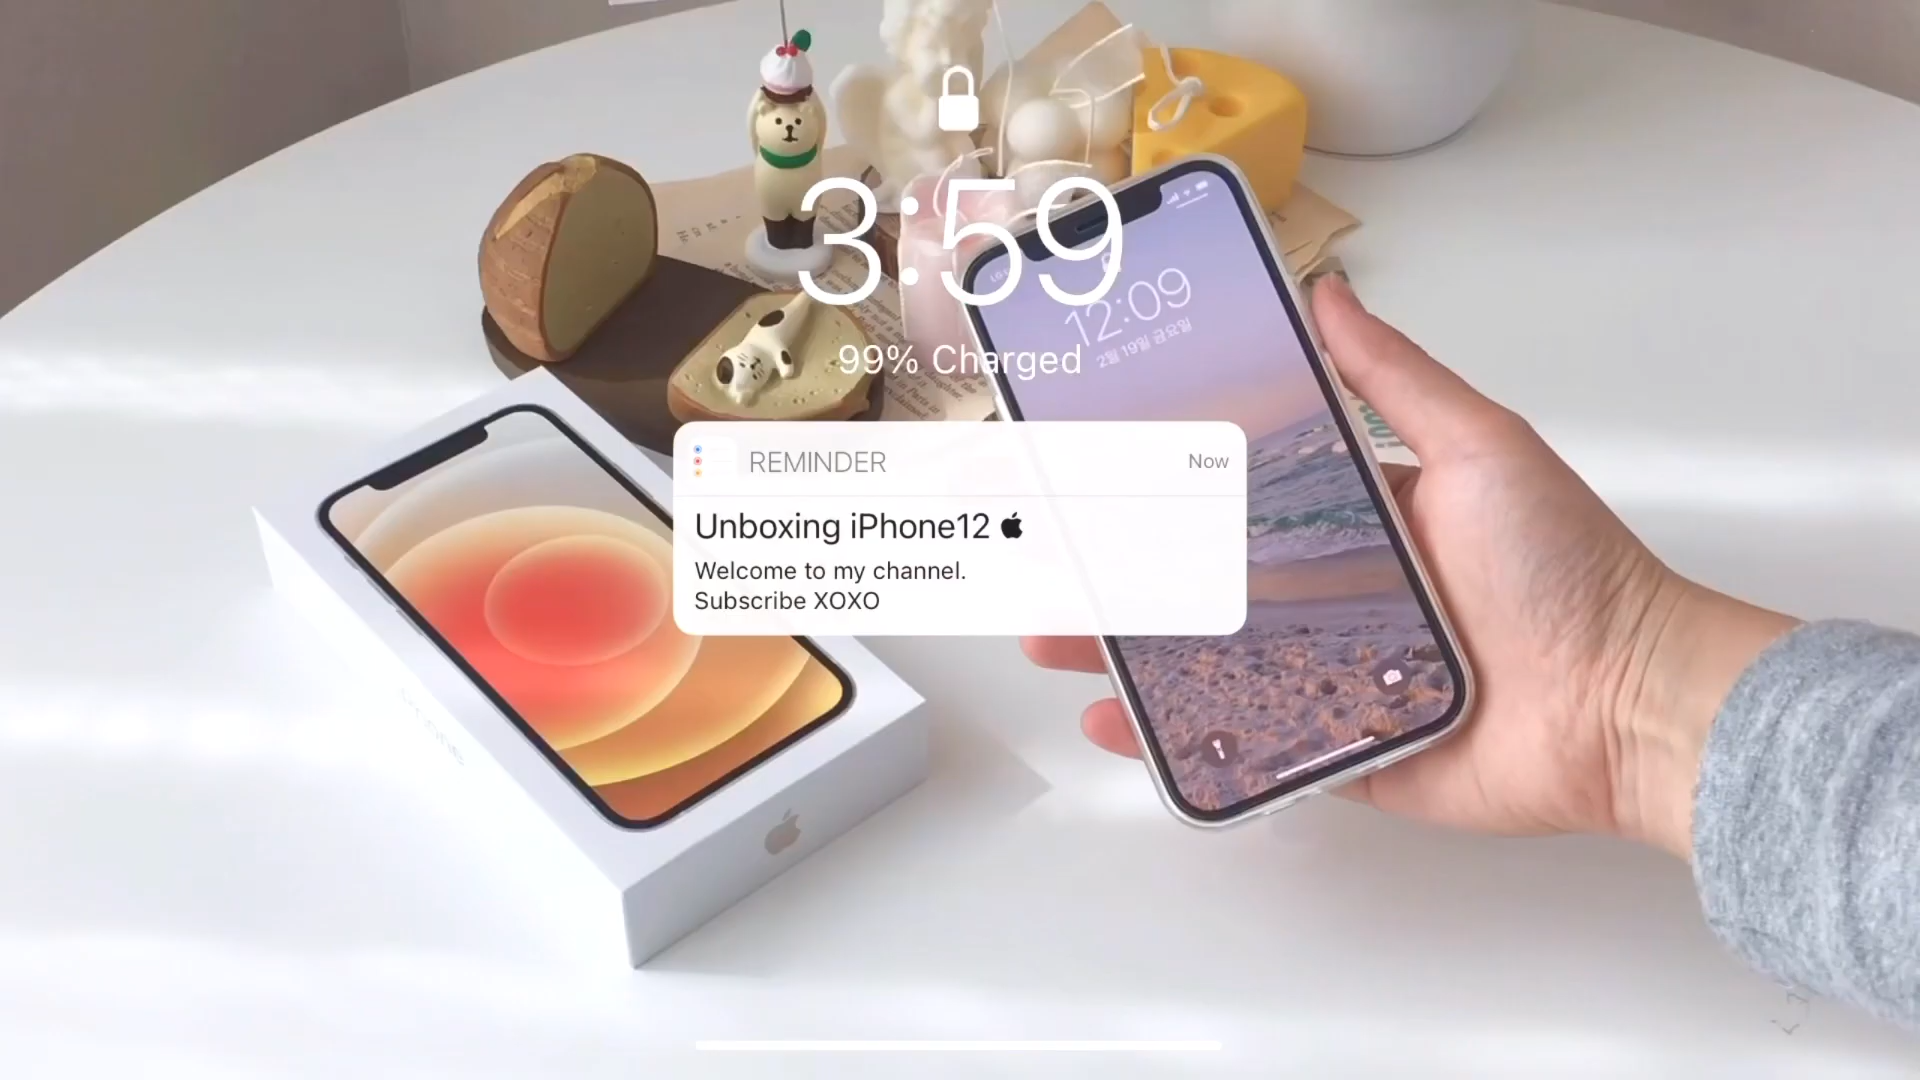 3:59
99% Charged
12:09
2월 19일 금요일
REMINDER
Now
Unboxing iPhone12 
Welcome to my channel.
Subscribe XOXO